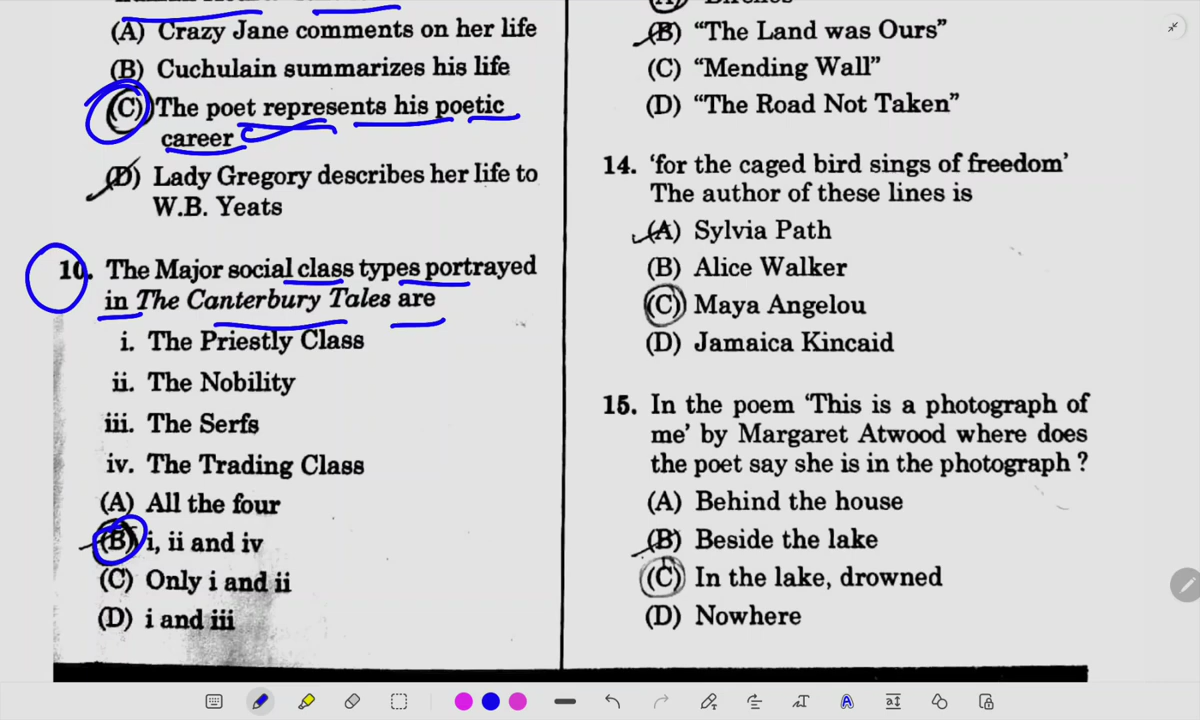 (A) Crazy Jane comments on her life
(B) Cuchulain summarizes his life
(C) The poet represents his poetic
career
(D) Lady Gregory describes her life to
W.B. Yeats
10. The Major social class types portrayed
in The Canterbury Tales are
i. The Priestly Class
ii. The Nobility
iii. The Serfs
iv. The Trading Class
(A) All the four
(B) i, ii and iv
(C) Only i and ii
(D) i and iii
(B) “The Land was Ours”
(C) “Mending Wall”
(D) “The Road Not Taken”
14. ‘for the caged bird sings of freedom’
The author of these lines is
(A) Sylvia Path
(B) Alice Walker
(C) Maya Angelou
(D) Jamaica Kincaid
15. In the poem ‘This is a photograph of
me’ by Margaret Atwood where does
the poet say she is in the photograph ?
(A) Behind the house
(B) Beside the lake
(C) In the lake, drowned
(D) Nowhere